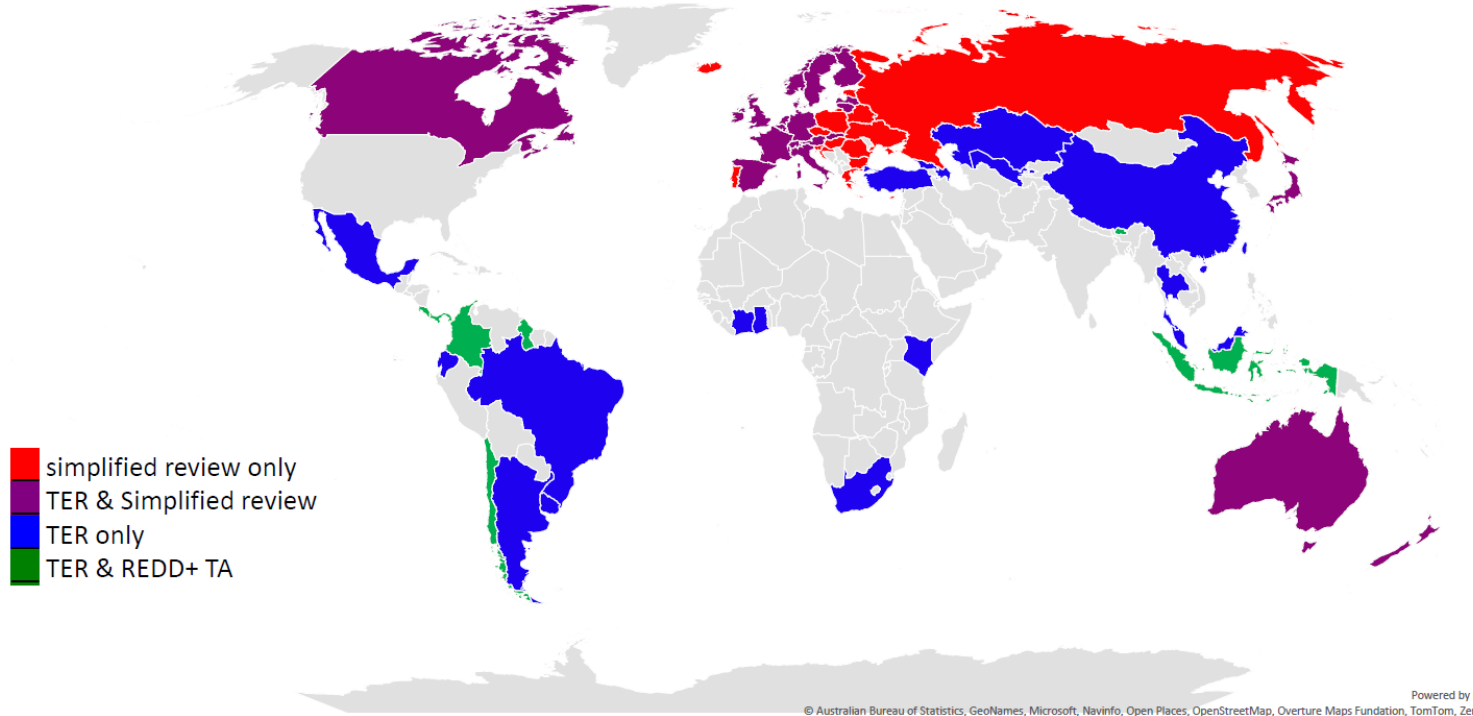 simplified review only
TER & Simplified review
TER only
TER & REDD+ TA
Powered by
© Australian Bureau of Statistics, GeoNames, Microsoft, Navinfo, Open Places, OpenStreetMap, Overture Maps Fundation, TomTom,